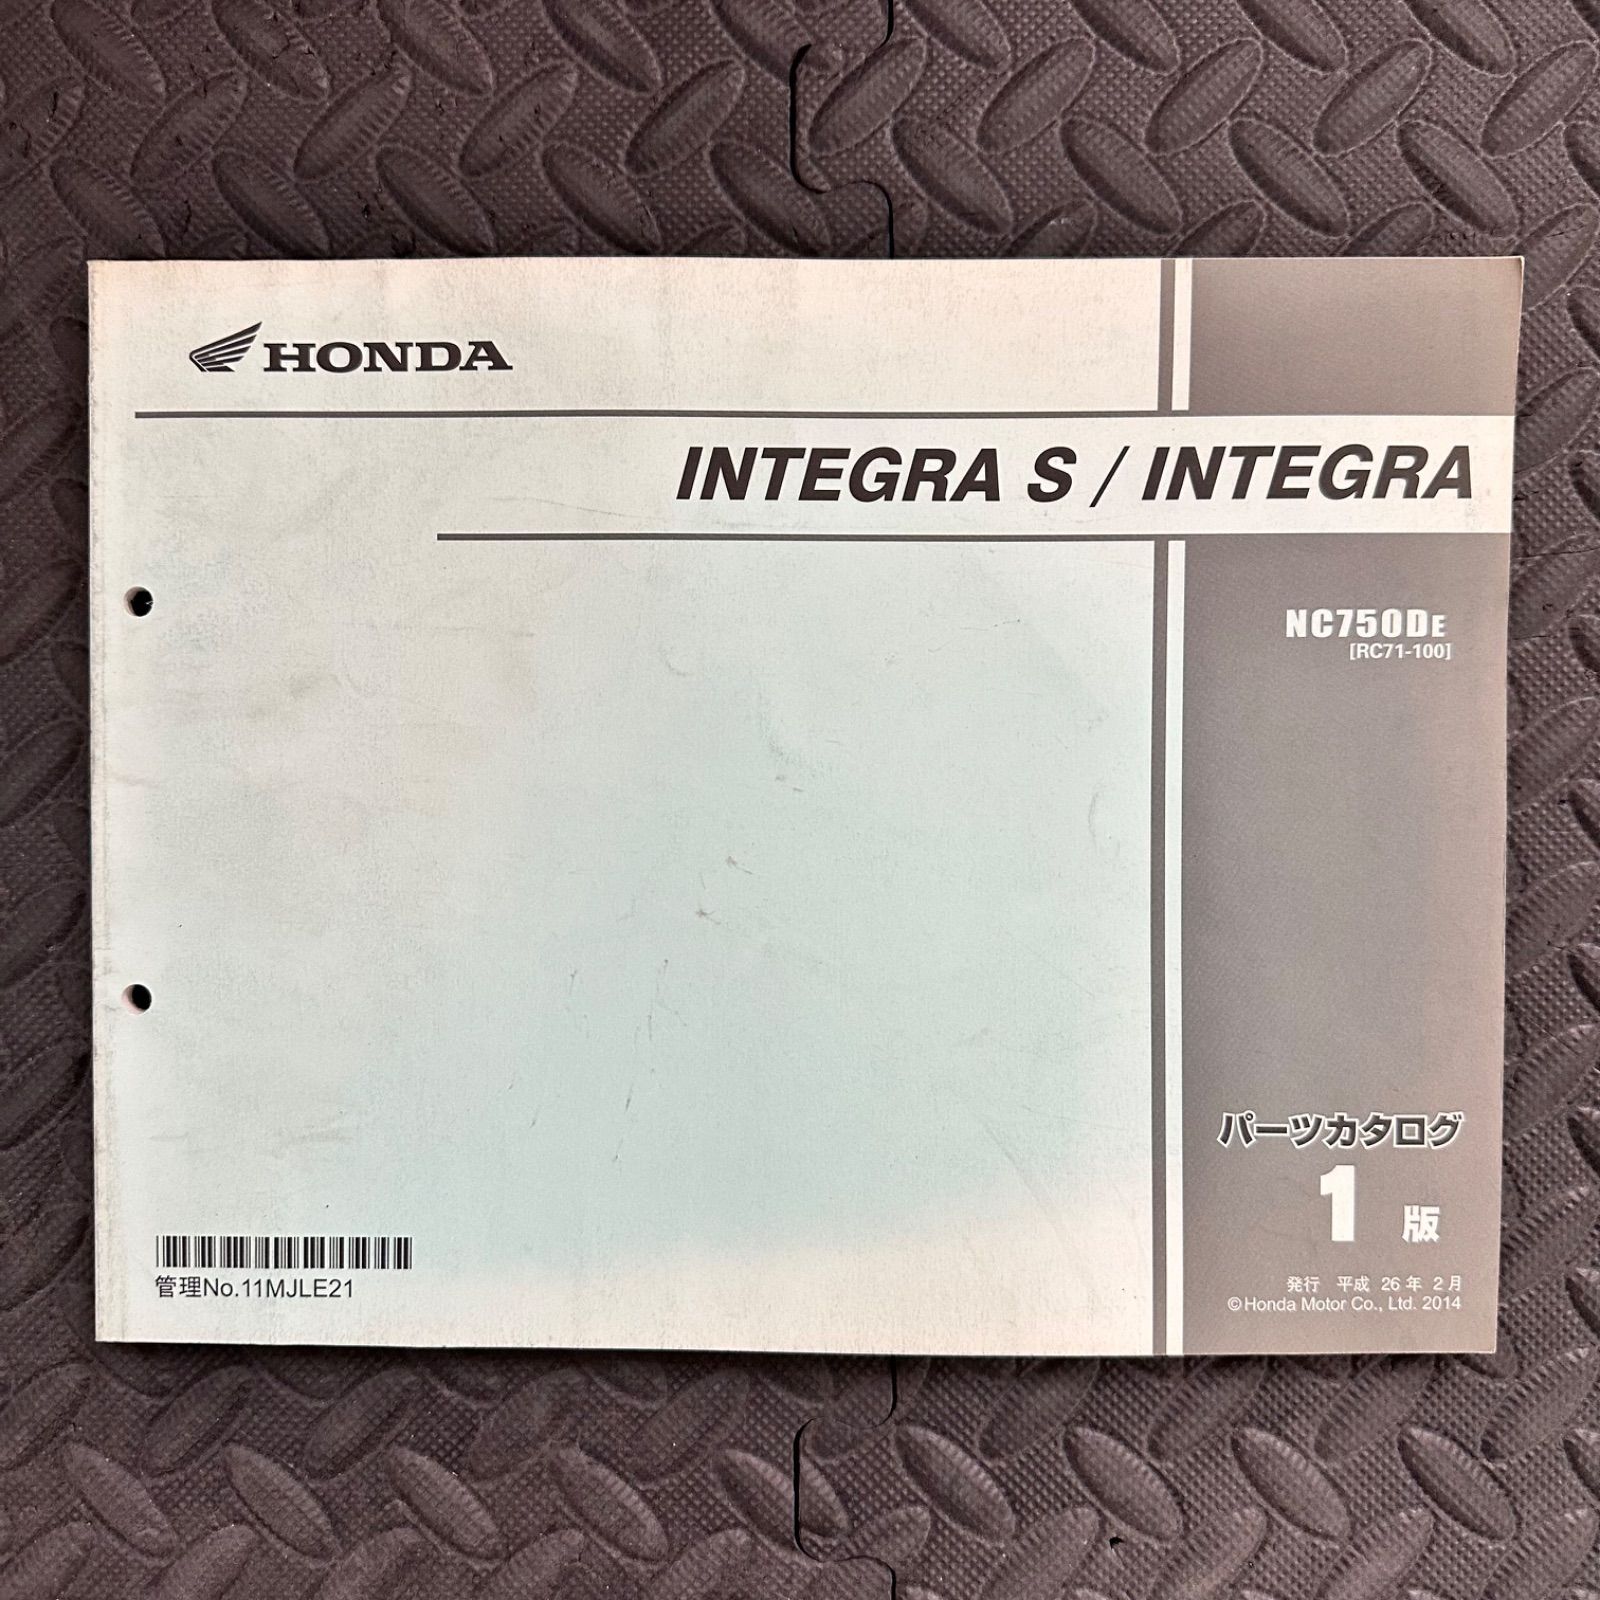 HONDA
INTEGRA S / INTEGRA
NC750DE
[RC71-100]
パーツカタログ
1 版
管理No.11MJLE21
発行 平成 26 年 2 月
©Honda Motor Co., Ltd. 2014